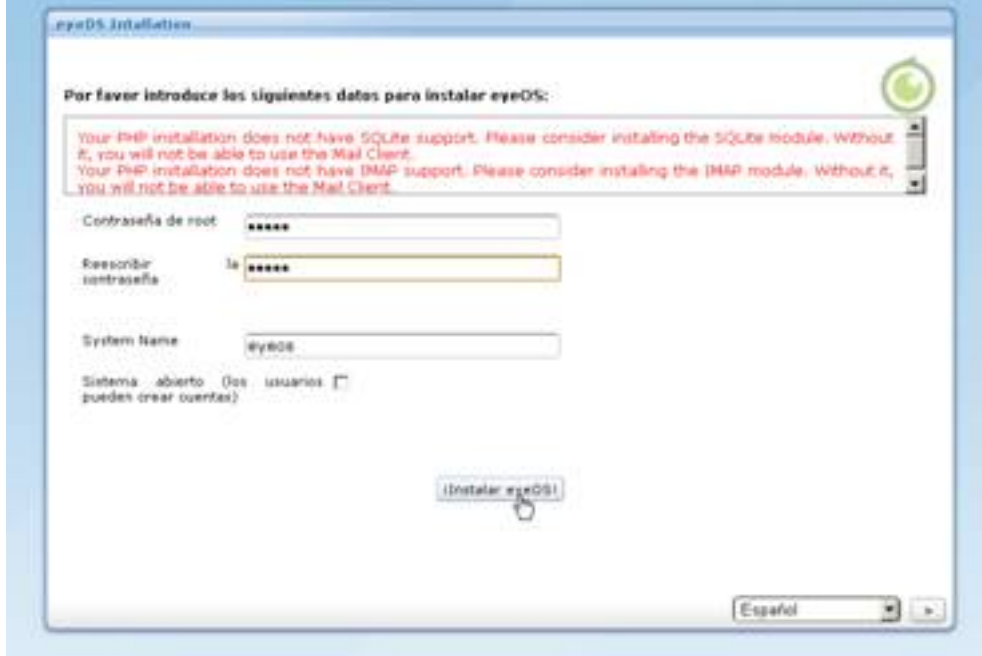 eyeOS Intallation
Por favor introduce los siguientes datos para instalar eyeOS:
Your PHP installation does not have SQLite support. Please consider installing the SQLite module. Without
it, you will not be able to use the Mail Client.
Your PHP installation does not have IMAP support. Please consider installing the IMAP module. Without it,
you will not be able to use the Mail Client.
Contraseña de root
Reescribir la
contraseña
System Name
eyeos
Sistema abierto (los usuarios
pueden crear cuentas)
¡Instalar eyeOS!
Español
»